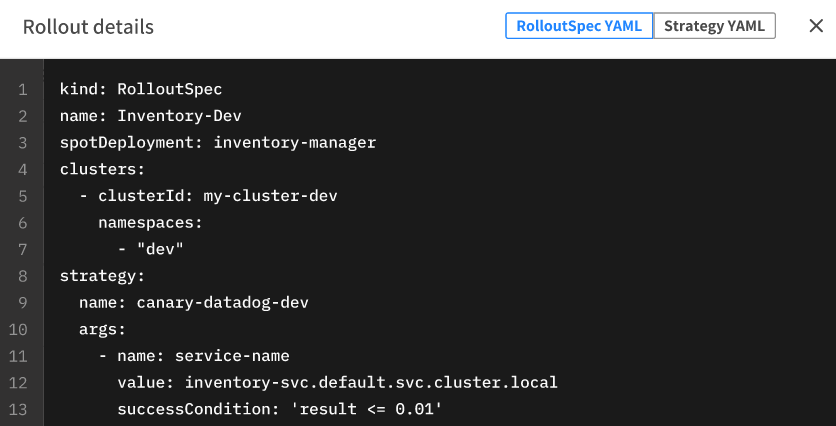 Rollout details
RolloutSpec YAML Strategy YAML
1 kind: RolloutSpec
2 name: Inventory-Dev
3 spotDeployment: inventory-manager
4 clusters:
5   - clusterId: my-cluster-dev
6     namespaces:
7       - "dev"
8 strategy:
9   name: canary-datadog-dev
10   args:
11     - name: service-name
12       value: inventory-svc.default.svc.cluster.local
13       successCondition: 'result <= 0.01'